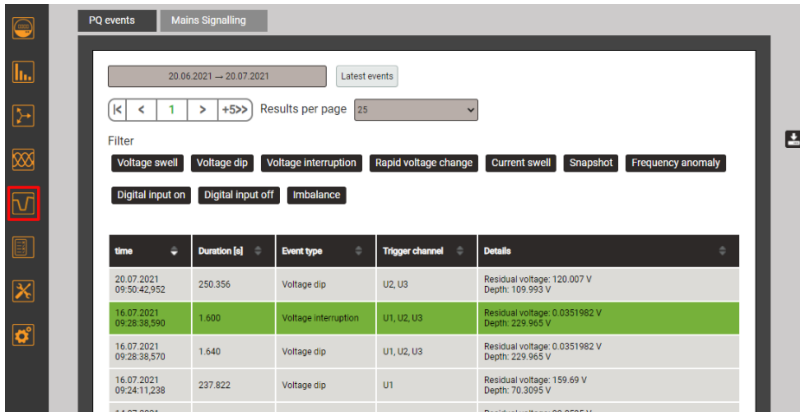 PQ events
Mains Signalling
20.06.2021 → 20.07.2021
Latest events
|< < 1 > +5>> Results per page 25
Filter
Voltage swell Voltage dip Voltage interruption Rapid voltage change Current swell Snapshot Frequency anomaly
Digital input on Digital input off Imbalance
time Duration [s] Event type Trigger channel Details
20.07.2021
09:50:42,952 250.356 Voltage dip U2, U3 Residual voltage: 120.007 V
Depth: 109.993 V
16.07.2021
09:28:38,590 1.600 Voltage interruption U1, U2, U3 Residual voltage: 0.0351982 V
Depth: 229.965 V
16.07.2021
09:28:38,570 1.640 Voltage dip U1, U2, U3 Residual voltage: 0.0351982 V
Depth: 229.965 V
16.07.2021
09:24:11,238 237.822 Voltage dip U1 Residual voltage: 159.69 V
Depth: 70.3095 V